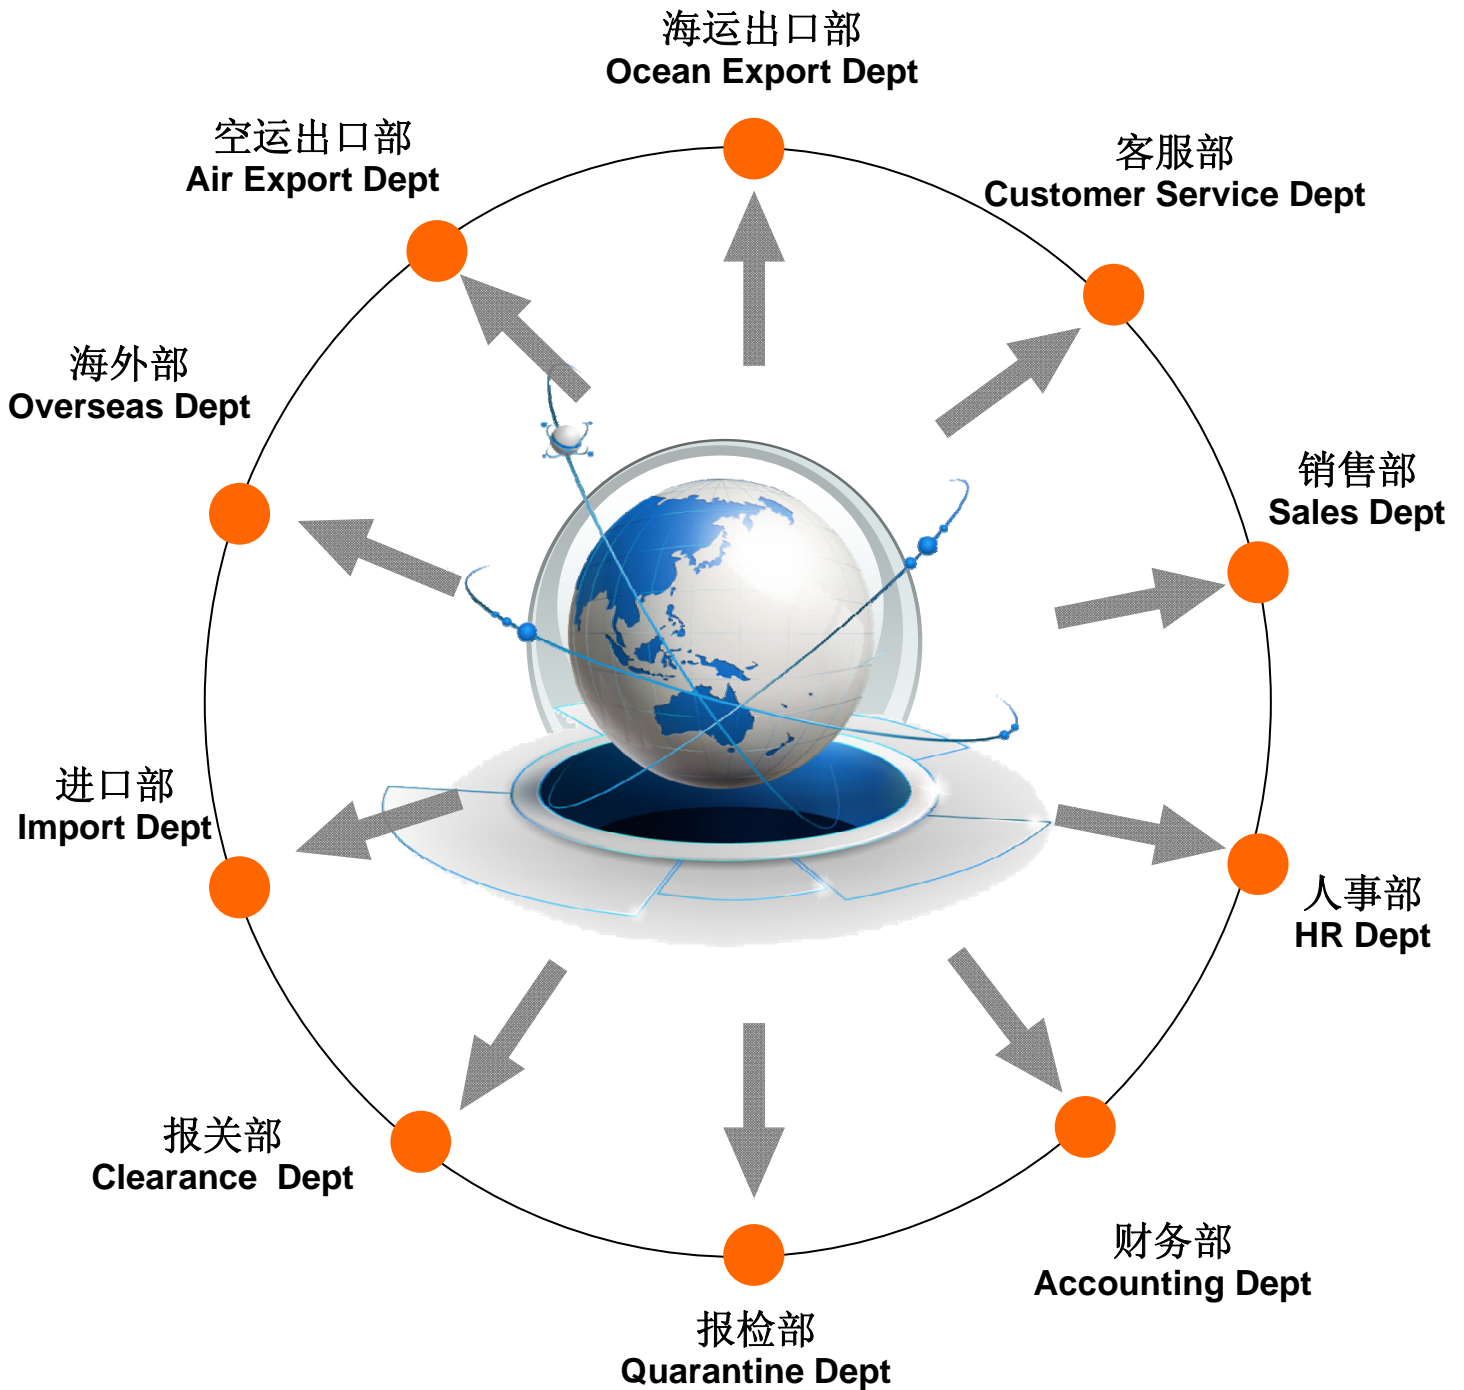 海运出口部
Ocean Export Dept
空运出口部
Air Export Dept
客服部
Customer Service Dept
海外部
Overseas Dept
销售部
Sales Dept
进口部
Import Dept
人事部
HR Dept
报关部
Clearance  Dept
财务部
Accounting Dept
报检部
Quarantine Dept